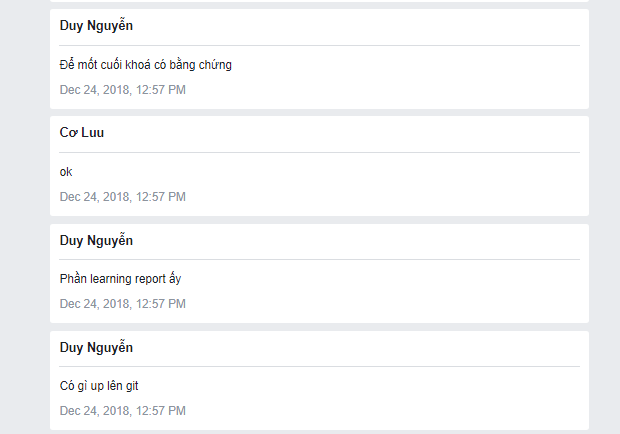 Duy Nguyễn
Để mốt cuối khoá có bằng chứng
Dec 24, 2018, 12:57 PM
Cơ Luu
ok
Dec 24, 2018, 12:57 PM
Duy Nguyễn
Phần learning report ấy
Dec 24, 2018, 12:57 PM
Duy Nguyễn
Có gì up lên git
Dec 24, 2018, 12:57 PM